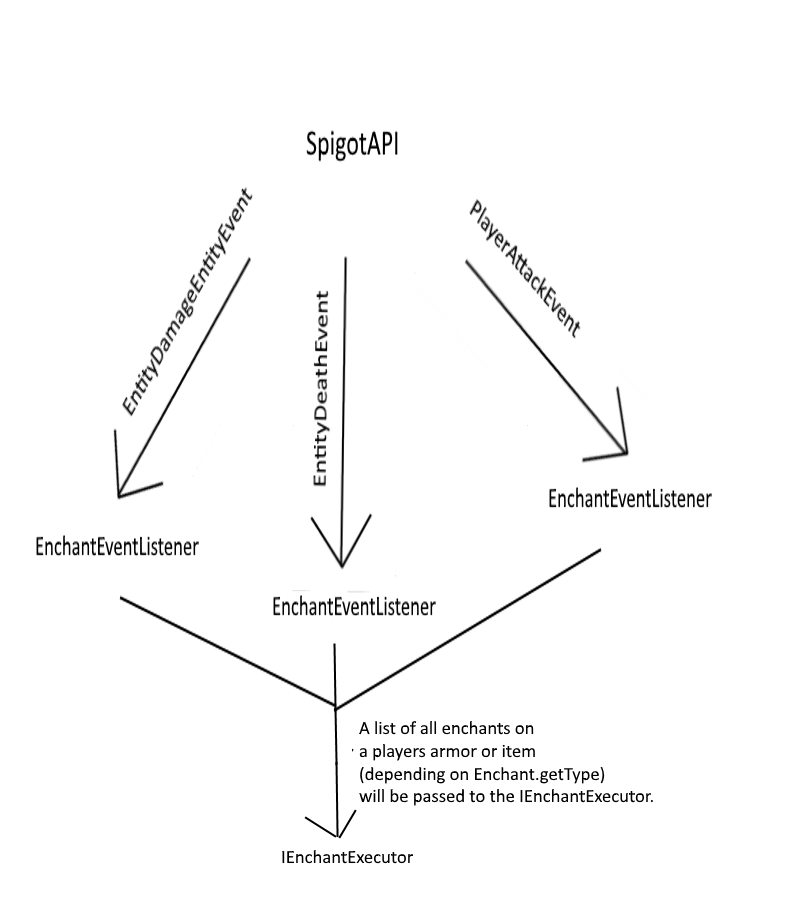 SpigotAPI
EntityDamageEntityEvent
EntityDeathEvent
PlayerAttackEvent
EnchantEventListener
EnchantEventListener
EnchantEventListener
A list of all enchants on
a players armor or item
(depending on Enchant.getType)
will be passed to the IEnchantExecutor.
IEnchantExecutor